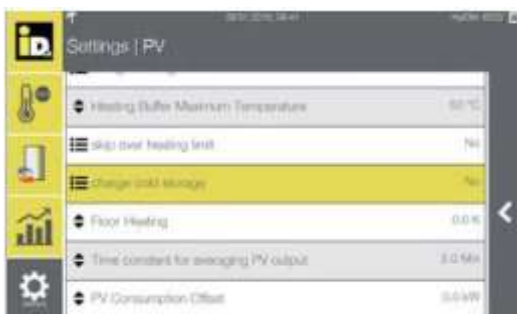 iD
Settings | PV
Heating Buffer Maximum Temperature
skip over heating limit No
charge cold storage No
Floor Heating 0.0 K
Time constant for averaging PV output 3.0 Min
PV Consumption Offset 0.0 kW